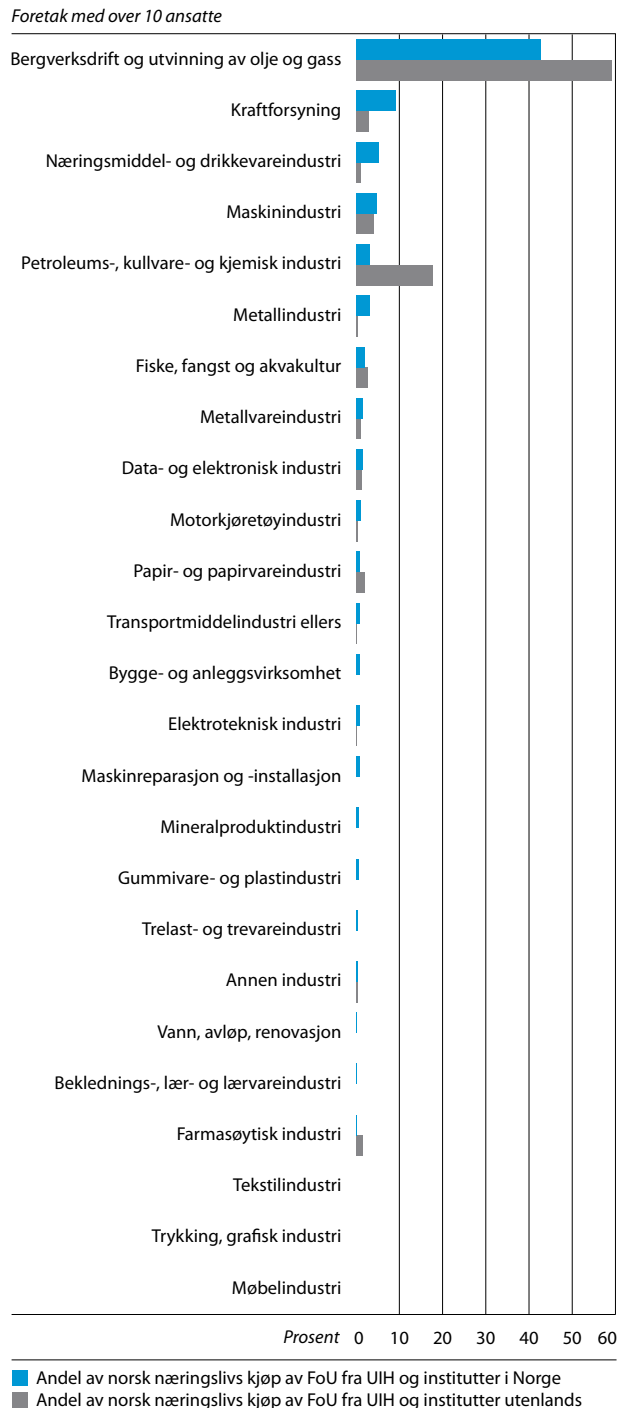 Foretak med over 10 ansatte
Bergverksdrift og utvinning av olje og gass
Kraftforsyning
Næringsmiddel- og drikkevareindustri
Maskinindustri
Petroleums-, kullvare- og kjemisk industri
Metallindustri
Fiske, fangst og akvakultur
Metallvareindustri
Data- og elektronisk industri
Motorkjøretøyindustri
Papir- og papirvareindustri
Transportmiddelindustri ellers
Bygge- og anleggsvirksomhet
Elektroteknisk industri
Maskinreparasjon og -installasjon
Mineralproduktindustri
Gummivare- og plastindustri
Trelast- og trevareindustri
Annen industri
Vann, avløp, renovasjon
Beklednings-, lær- og lærvareindustri
Farmasøytisk industri
Tekstilindustri
Trykking, grafisk industri
Møbelindustri
Prosent 0 10 20 30 40 50 60
Andel av norsk næringslivs kjøp av FoU fra UIH og institutter i Norge
Andel av norsk næringslivs kjøp av FoU fra UIH og institutter utenlands